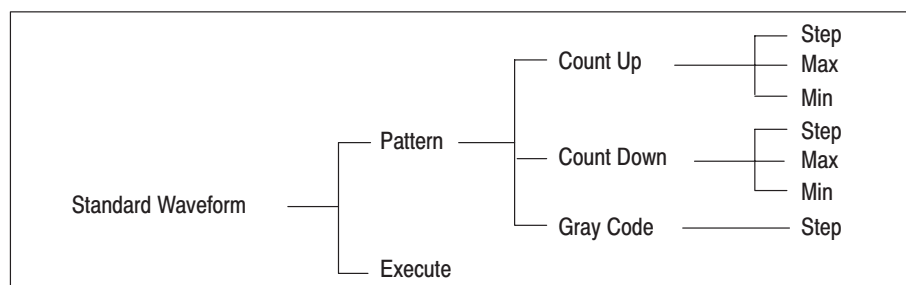 Step
Count Up
Max
Min
Pattern
Step
Count Down
Max
Min
Standard Waveform
Gray Code
Step
Execute